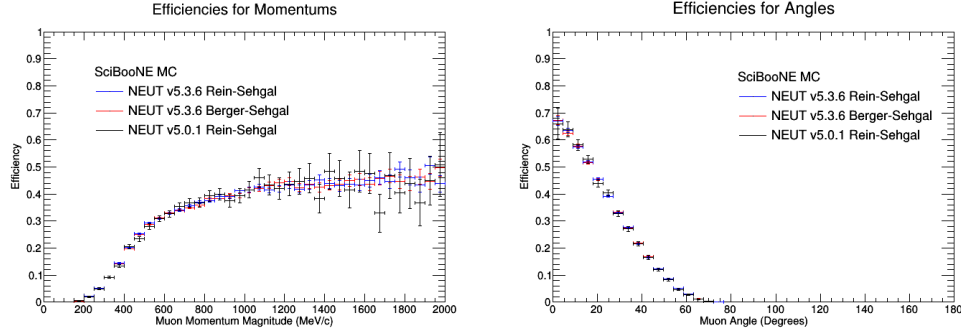 Efficiencies for Momentums
Efficiency
1
0.9
0.8
0.7
0.6
0.5
0.4
0.3
0.2
0.1
0
SciBooNE MC
NEUT v5.3.6 Rein-Sehgal
NEUT v5.3.6 Berger-Sehgal
NEUT v5.0.1 Rein-Sehgal
200 400 600 800 1000 1200 1400 1600 1800 2000
Muon Momentum Magnitude (MeV/c)
Efficiencies for Angles
Efficiency
1
0.9
0.8
0.7
0.6
0.5
0.4
0.3
0.2
0.1
0
SciBooNE MC
NEUT v5.3.6 Rein-Sehgal
NEUT v5.3.6 Berger-Sehgal
NEUT v5.0.1 Rein-Sehgal
0 20 40 60 80 100 120 140 160 180
Muon Angle (Degrees)